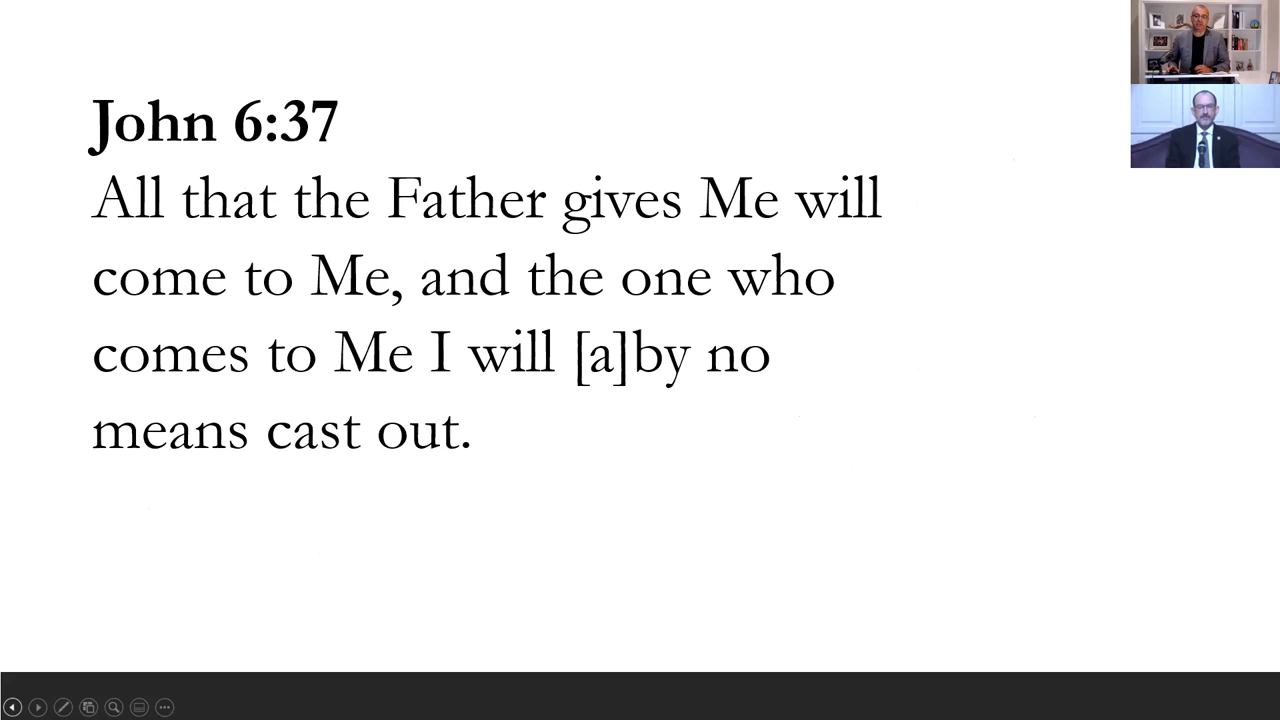 John 6:37
All that the Father gives Me will
come to Me, and the one who
comes to Me I will [a]by no
means cast out.